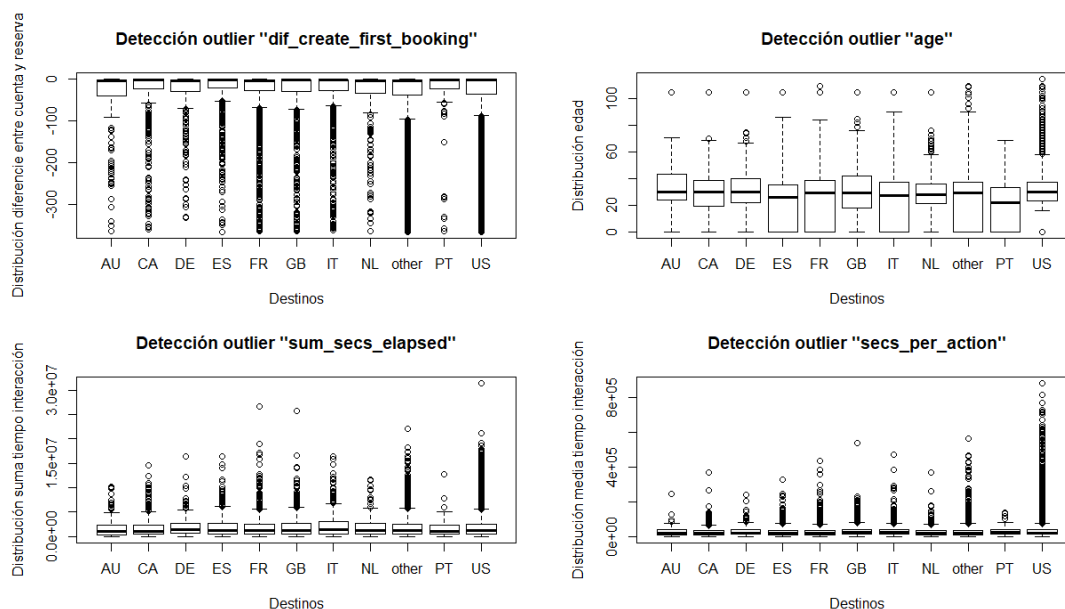 Detección outlier "dif_create_first_booking"
Distribución diferencie entre cuenta y reserva
0
-100
-200
-300
AU CA DE ES FR GB IT NL other PT US
Destinos
Detección outlier "age"
Distribución edad
100
60
20
0
AU CA DE ES FR GB IT NL other PT US
Destinos
Detección outlier "sum_secs_elapsed"
Distribución suma tiempo interacción
3.0e+07
1.5e+07
0.0e+00
AU CA DE ES FR GB IT NL other PT US
Destinos
Detección outlier "secs_per_action"
Distribución media tiempo interacción
8e+05
4e+05
0e+00
AU CA DE ES FR GB IT NL other PT US
Destinos